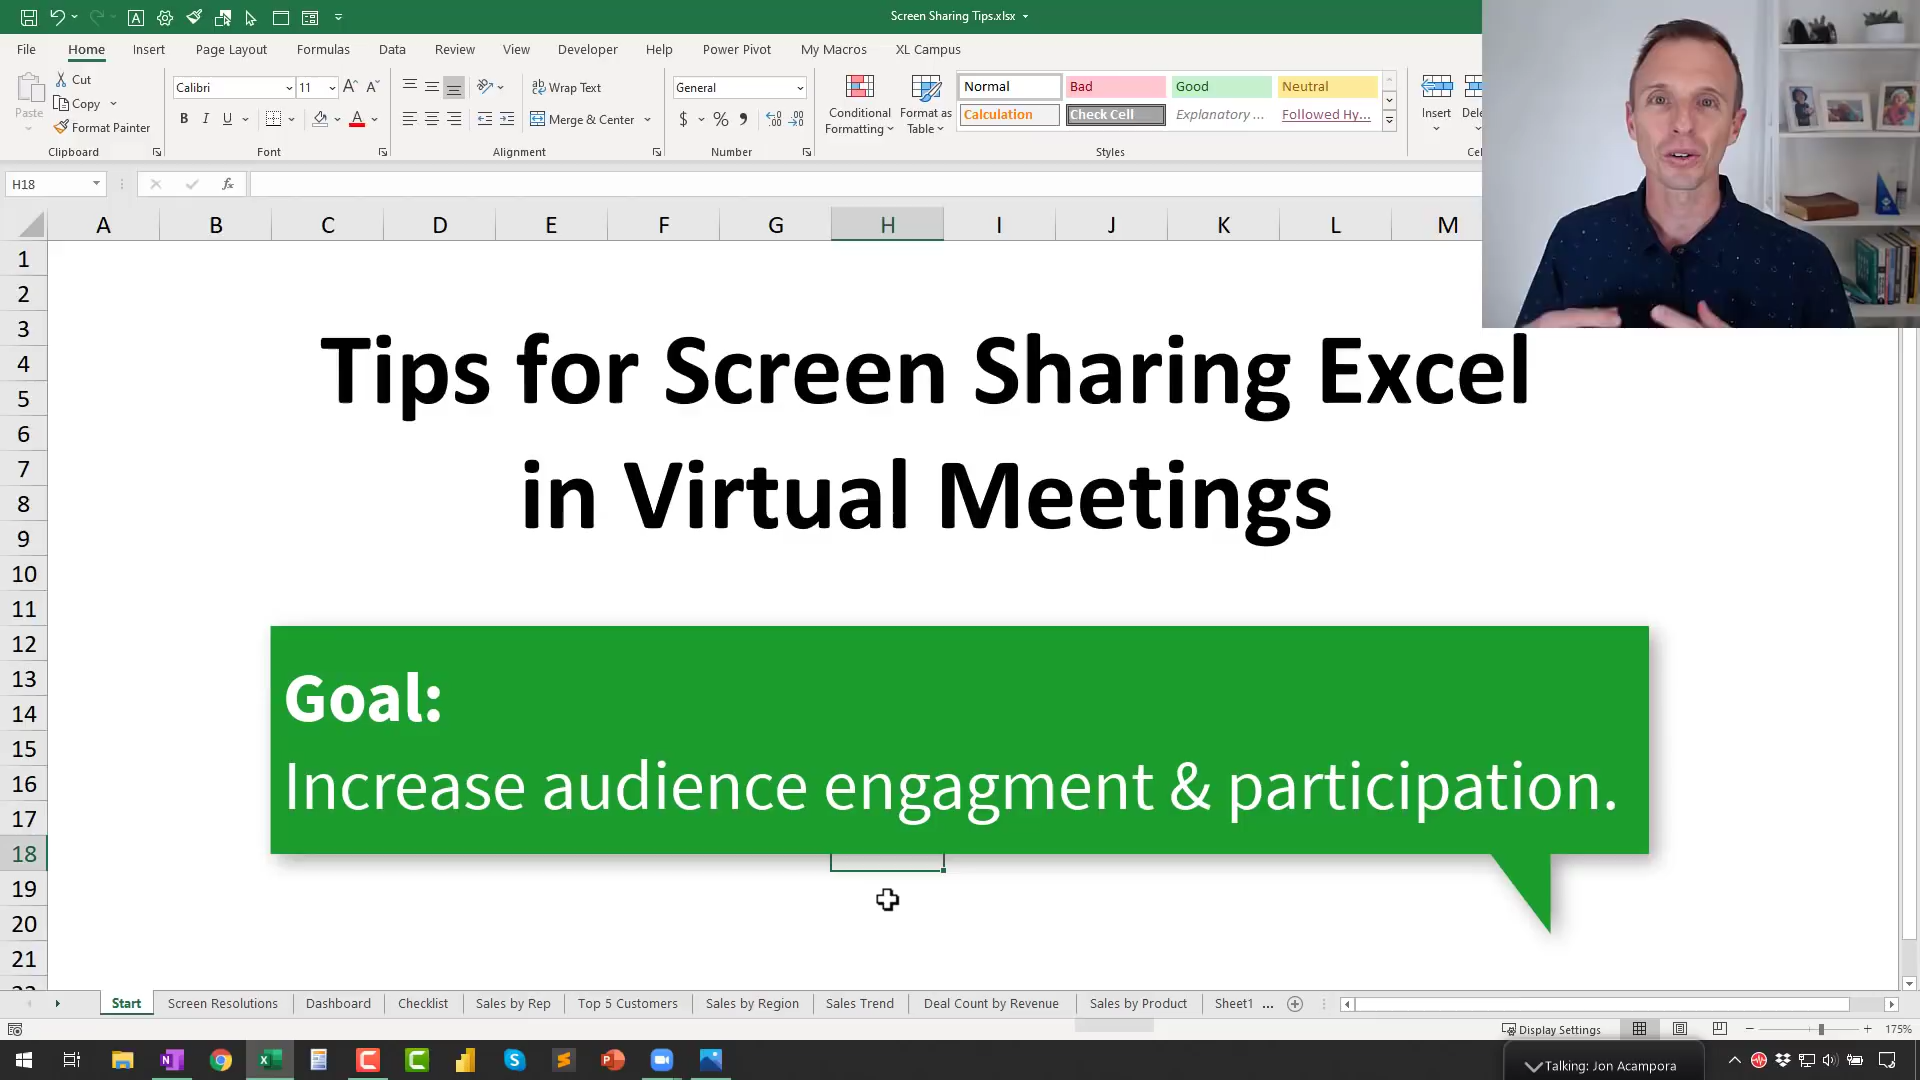 Screen Sharing Tips.xlsx
File Home Insert Page Layout Formulas Data Review View Developer Help Power Pivot My Macros XL Campus
Paste
Cut
Copy
Format Painter
Clipboard
Calibri 11
B I U
Font
Wrap Text
Merge & Center
Alignment
General
$ % 9
Number
Conditional Formatting
Format as Table
Normal Bad Good Neutral
Calculation Check Cell Explanatory ... Followed Hy...
Styles
Insert
H18
fx
A B C D E F G H I J K L M
1
2
3
4
5
6
7
8
9
10
11
12
13
14
15
16
17
18
19
20
21
Tips for Screen Sharing Excel
in Virtual Meetings
Goal:
Increase audience engagment & participation.
Start Screen Resolutions Dashboard Checklist Sales by Rep Top 5 Customers Sales by Region Sales Trend Deal Count by Revenue Sales by Product Sheet1 ...
Display Settings 175%
Talking: Jon Acampora